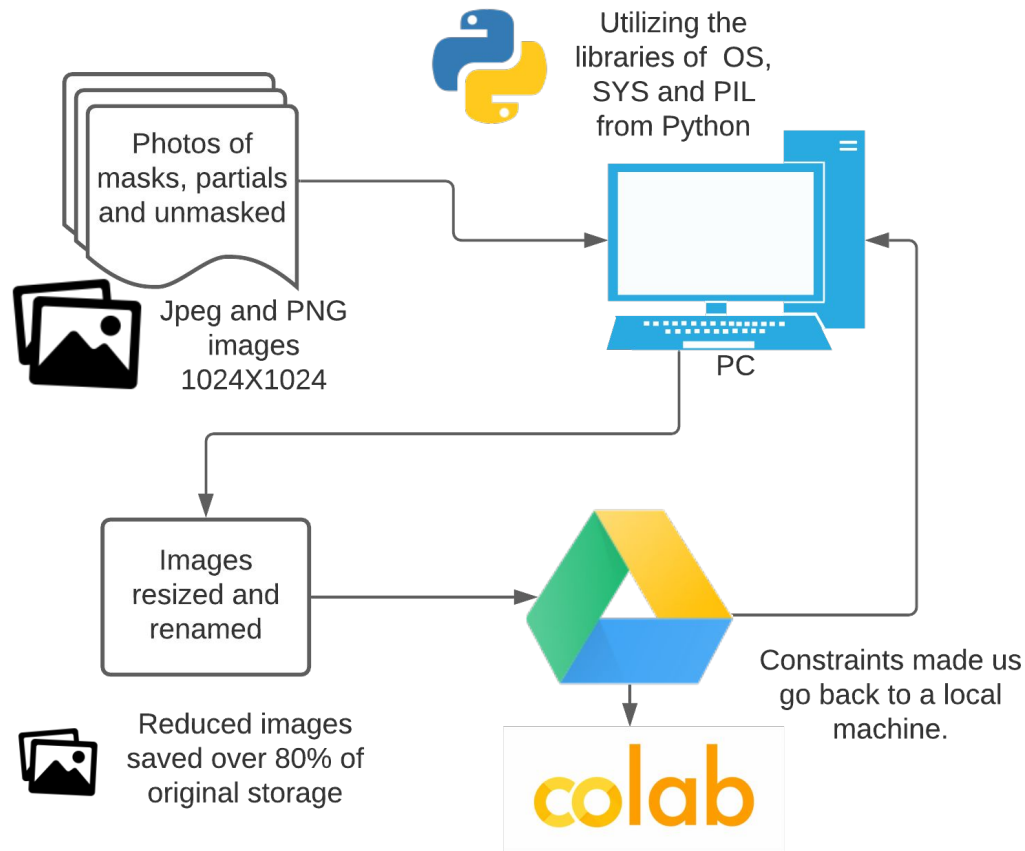 Utilizing the
libraries of OS,
SYS and PIL
from Python
Photos of
masks, partials
and unmasked
Jpeg and PNG
images
1024X1024
PC
Images
resized and
renamed
Constraints made us
go back to a local
machine.
Reduced images
saved over 80% of
original storage
colab